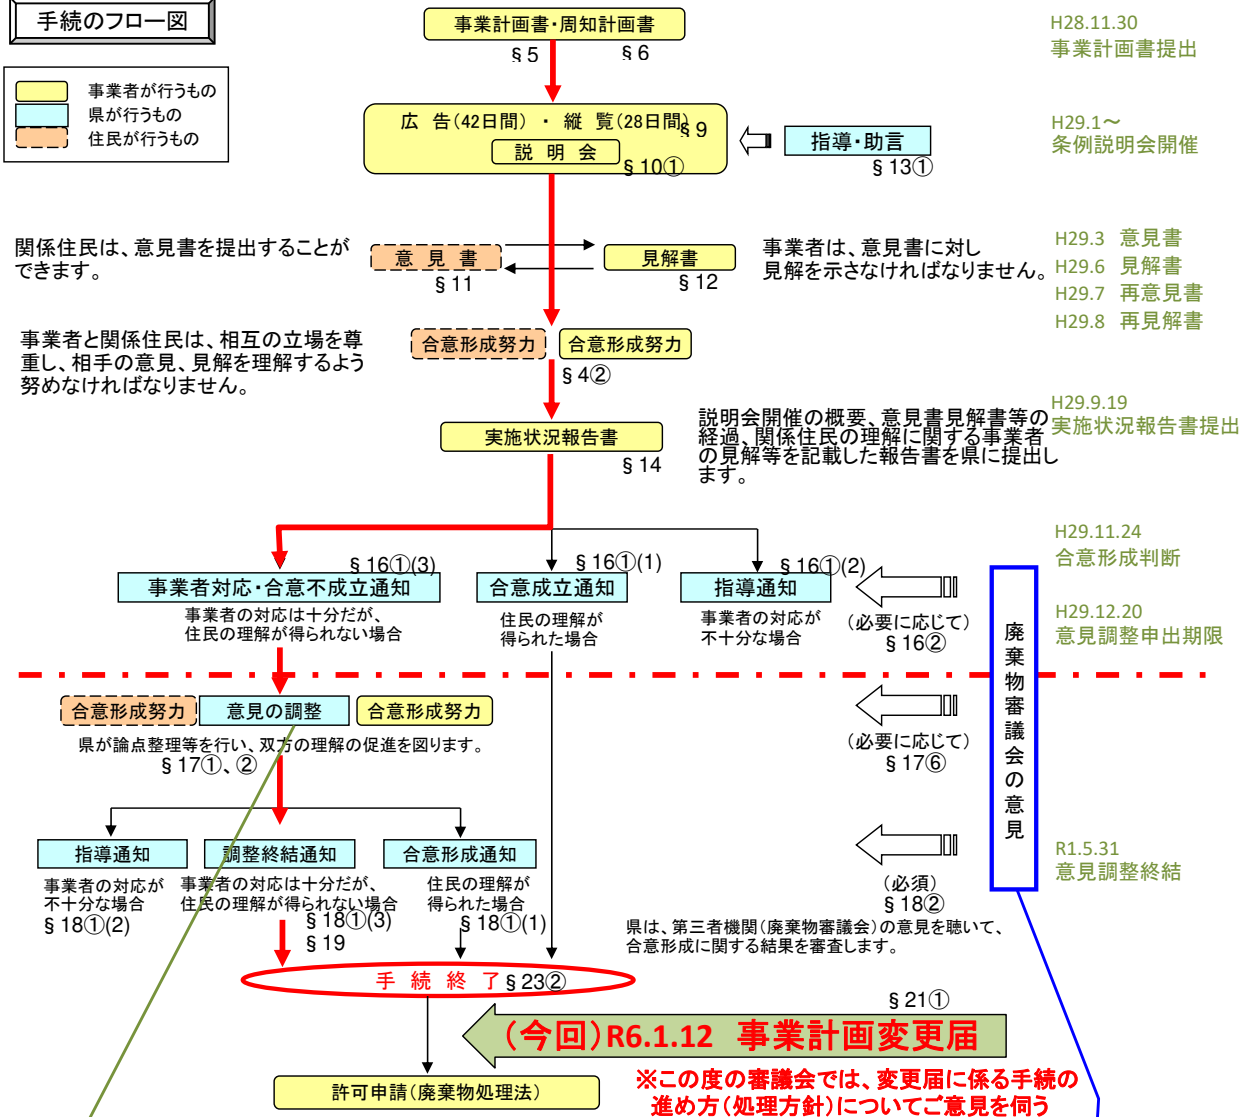 手続のフロー図
事業者が行うもの
県が行うもの
住民が行うもの
事業計画書・周知計画書
§5
§6
H28.11.30
事業計画書提出
広 告(42日間) ・ 縦 覧(28日間)
§9
説 明 会
§10①
指導・助言
§13①
H29.1～
条例説明会開催
関係住民は、意見書を提出することが
できます。
意 見 書
§11
見解書
§12
事業者は、意見書に対し
見解を示さなければなりません。
H29.3 意見書
H29.6 見解書
H29.7 再意見書
H29.8 再見解書
事業者と関係住民は、相互の立場を尊
重し、相手の意見、見解を理解するよう
努めなければなりません。
合意形成努力
合意形成努力
§4②
実施状況報告書
§14
説明会開催の概要、意見書見解書等の
経過、関係住民の理解に関する事業者
の見解等を記載した報告書を県に提出し
ます。
H29.9.19
実施状況報告書提出
§16①(3)
事業者対応・合意不成立通知
事業者の対応は十分だが、
住民の理解が得られない場合
§16①(1)
合意成立通知
住民の理解が
得られた場合
§16①(2)
指導通知
事業者の対応が
不十分な場合
(必要に応じて)
§16②
H29.11.24
合意形成判断
H29.12.20
意見調整申出期限
廃棄物審議会の意見
合意形成努力
意見の調整
合意形成努力
県が論点整理等を行い、双方の理解の促進を図ります。
§17①、②
(必要に応じて)
§17⑥
指導通知
事業者の対応が
不十分な場合
§18①(2)
調整終結通知
事業者の対応は十分だが、
住民の理解が得られない場合
§18①(3)
§19
合意形成通知
住民の理解が
得られた場合
§18①(1)
(必須)
§18②
R1.5.31
意見調整終結
県は、第三者機関(廃棄物審議会)の意見を聴いて、
合意形成に関する結果を審査します。
手 続 終 了 §23②
§21①
(今回)R6.1.12 事業計画変更届
許可申請(廃棄物処理法)
※この度の審議会では、変更届に係る手続の
進め方(処理方針)についてご意見を伺う